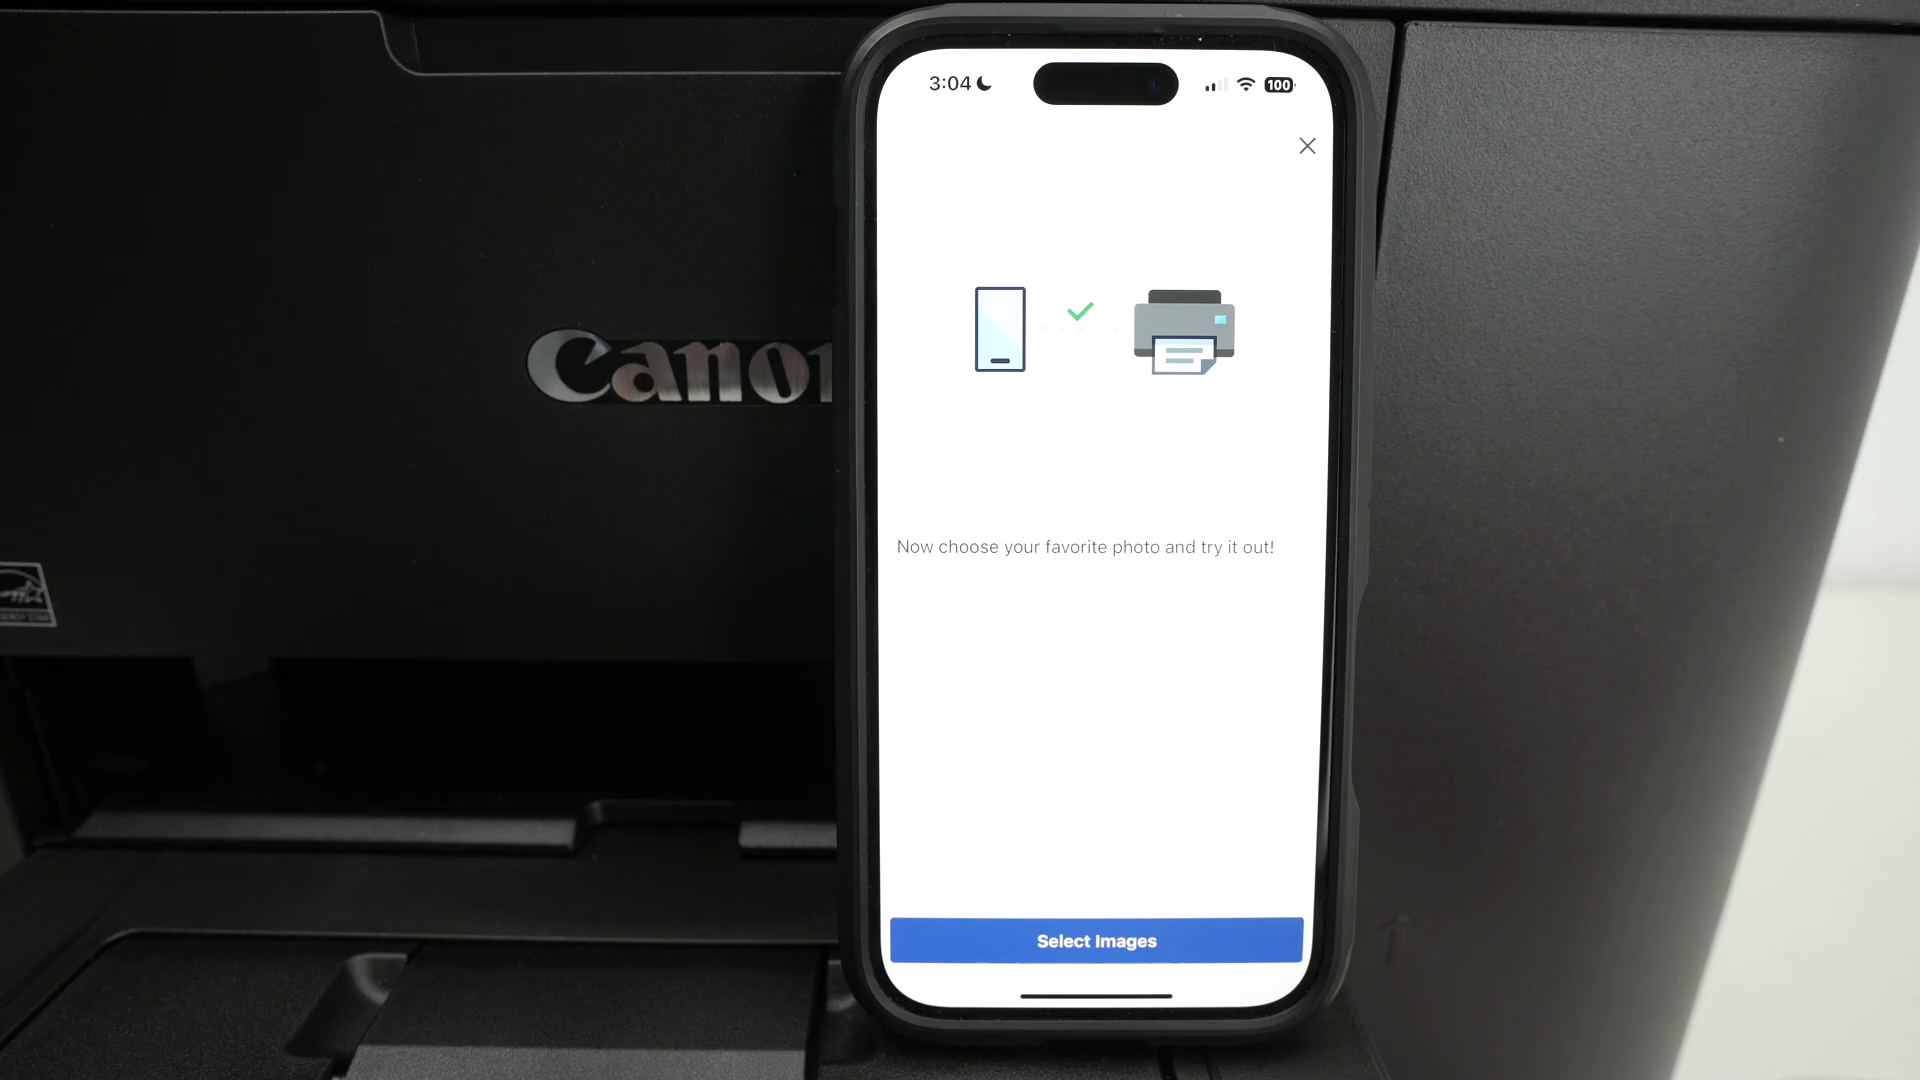 3:04
100
Canon
Now choose your favorite photo and try it out!
Select Images